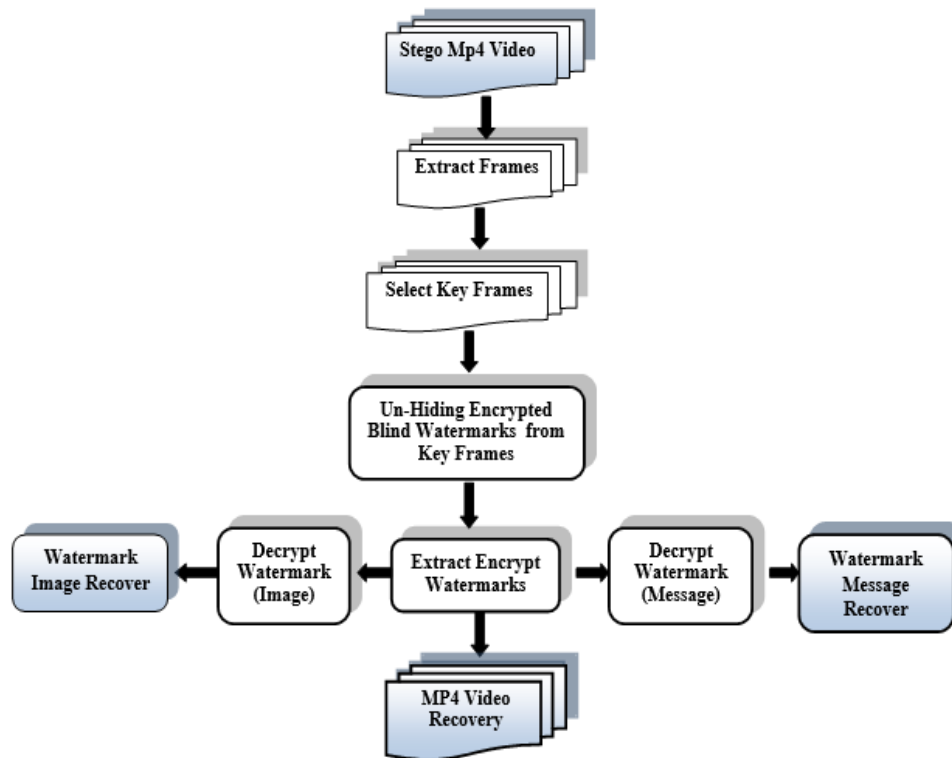 Stego Mp4 Video
Extract Frames
Select Key Frames
Un-Hiding Encrypted
Blind Watermarks from
Key Frames
Watermark
Image Recover
Decrypt
Watermark
(Image)
Extract Encrypt
Watermarks
Decrypt
Watermark
(Message)
Watermark
Message
Recover
MP4 Video
Recovery